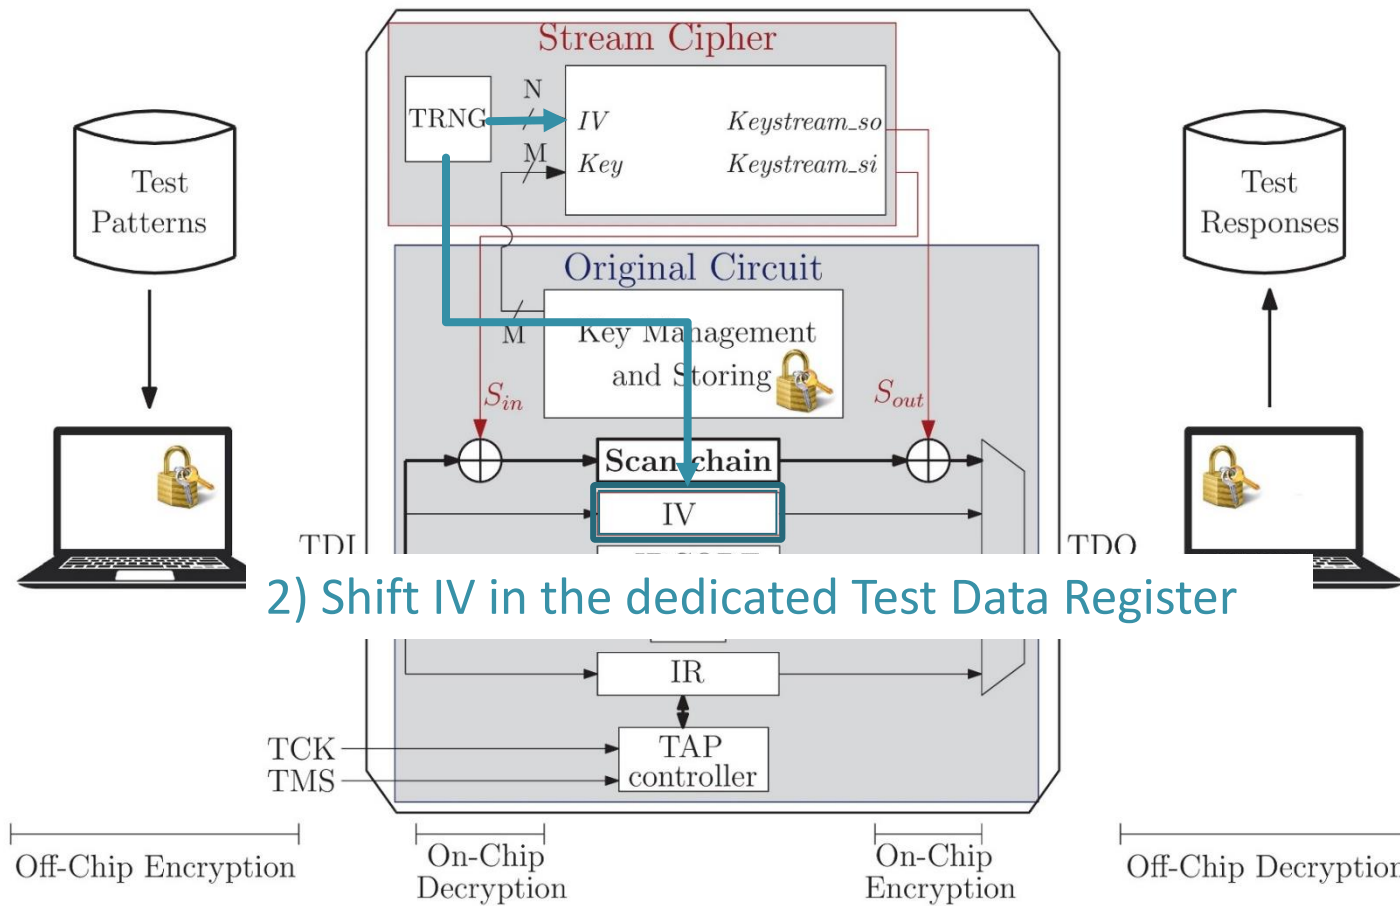 Stream Cipher
TRNG
N
M
IV
Key
Keystream_so
Keystream_si
Test
Patterns
Test
Responses
Original Circuit
M
Key Management
and Storing
S_in
S_out
Scan chain
IV
TDI
TDO
2) Shift IV in the dedicated Test Data Register
IR
TCK
TMS
TAP
controller
Off-Chip Encryption
On-Chip
Decryption
On-Chip
Encryption
Off-Chip Decryption